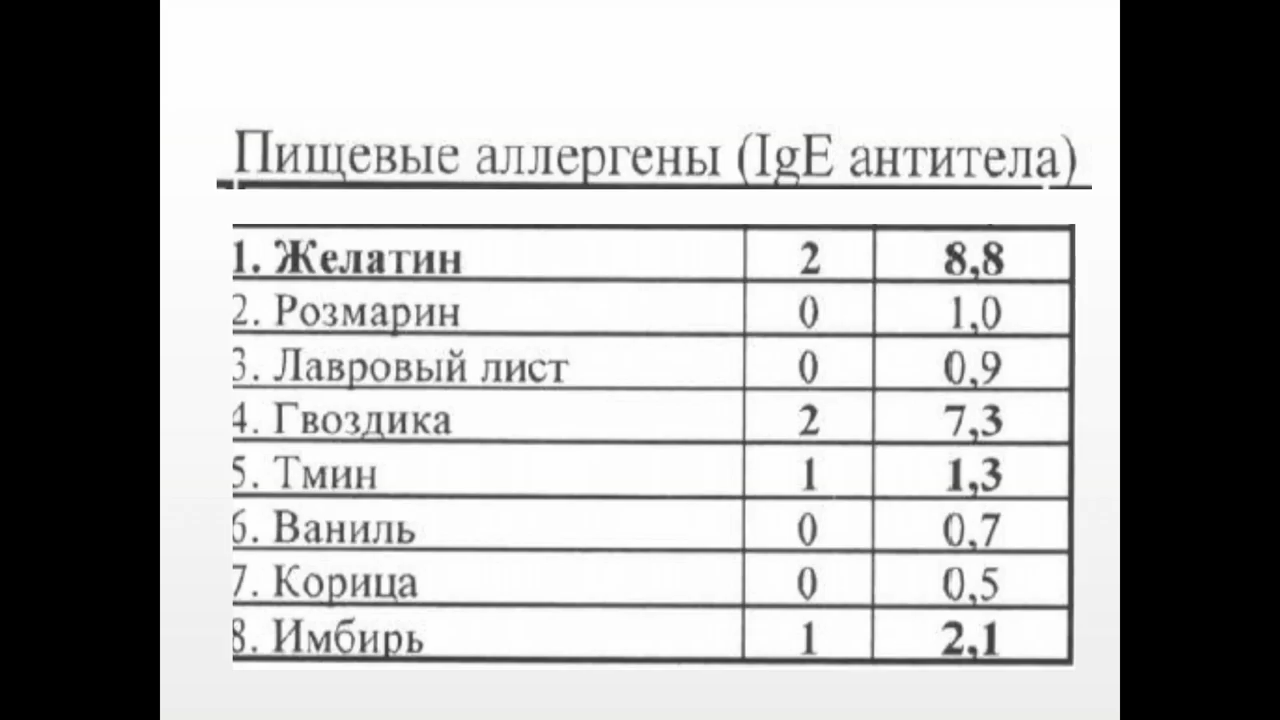 Пищевые аллергены (IgE антитела)
1. Желатин 2 8,8
2. Розмарин 0 1,0
3. Лавровый лист 0 0,9
4. Гвоздика 2 7,3
5. Тмин 1 1,3
6. Ваниль 0 0,7
7. Корица 0 0,5
8. Имбирь 1 2,1